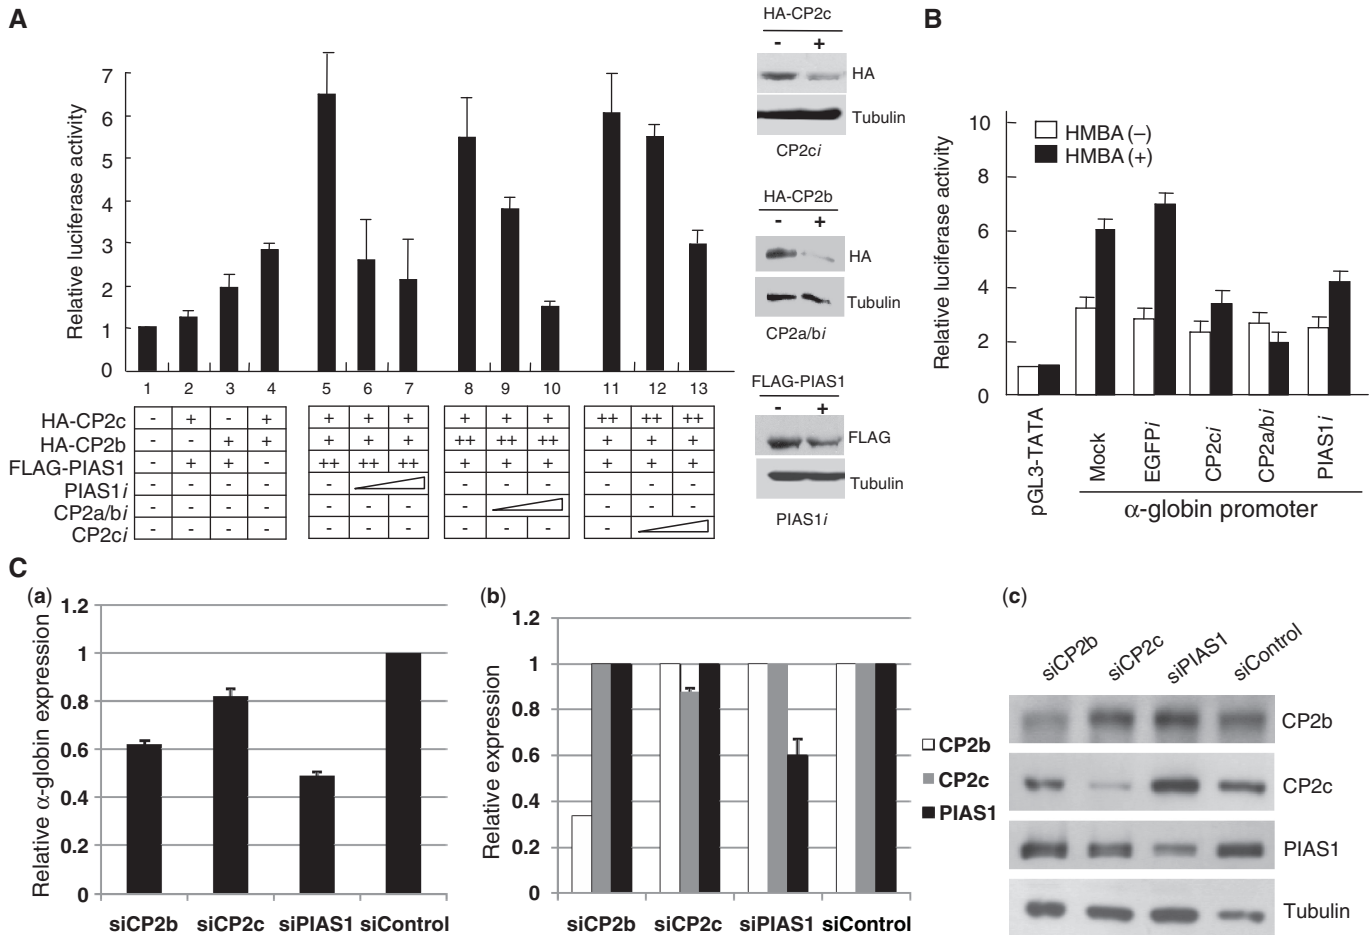 A
Relative luciferase activity
7
6
5
4
3
2
1
0
1 2 3 4 5 6 7 8 9 10 11 12 13
HA-CP2c - + - + + + + + + + ++ ++ ++
HA-CP2b - - + + + + + ++ ++ ++ + + +
FLAG-PIAS1 - + + - ++ ++ ++ + + + + + +
PIAS1i - - - - - - - - - - -
CP2a/bi - - - - - - - - - - -
CP2ci - - - - - - - - - - -
HA-CP2c
- +
HA
Tubulin
CP2ci
HA-CP2b
- +
HA
Tubulin
CP2a/bi
FLAG-PIAS1
- +
FLAG
Tubulin
PIAS1i
B
Relative luciferase activity
10
8
6
4
2
0
HMBA (–)
HMBA (+)
pGL3-TATA
Mock
EGFPi
CP2ci
CP2a/bi
PIAS1i
α-globin promoter
C
(a)
Relative α-globin expression
1.2
1
0.8
0.6
0.4
0.2
0
siCP2b siCP2c siPIAS1 siControl
(b)
Relative expression
1.2
1
0.8
0.6
0.4
0.2
0
siCP2b siCP2c siPIAS1 siControl
CP2b
CP2c
PIAS1
(c)
siCP2b siCP2c siPIAS1 siControl
CP2b
CP2c
PIAS1
Tubulin